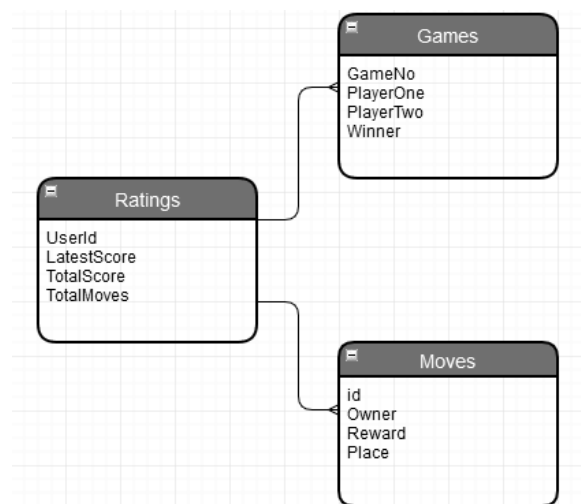 Games
GameNo
PlayerOne
PlayerTwo
Winner
Ratings
UserId
LatestScore
TotalScore
TotalMoves
Moves
id
Owner
Reward
Place